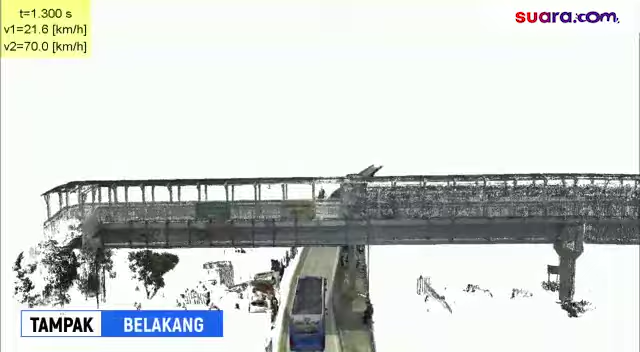 t=1.300 s
v1=21.6 [km/h]
v2=70.0 [km/h]
suara.com
TAMPAK BELAKANG